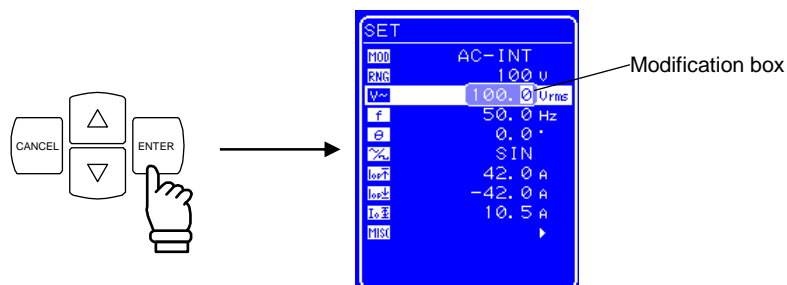 SET
MOD AC-INT
RNG 100 V
V~ 100.0 Vrms
Modification box
f 50.0 Hz
θ 0.0 °
SIN
CANCEL
ENTER
42.0 A
-42.0 A
10.5 A
MISC